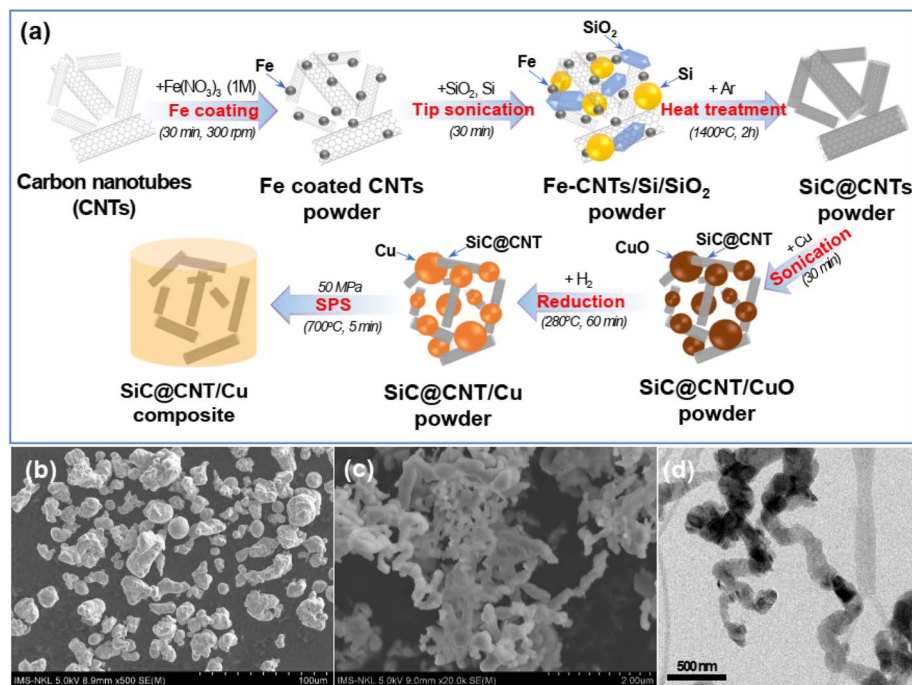 (a)
+Fe(NO3)3 (1M)
Fe coating
(30 min, 300 rpm)
Carbon nanotubes
(CNTs)
Fe
Fe coated CNTs
powder
+SiO2, Si
Tip sonication
(30 min)
SiO2
Fe
Si
Fe-CNTs/Si/SiO2
powder
+ Ar
Heat treatment
(1400oC, 2h)
SiC@CNTs
powder
+ Cu
Sonication
(30 min)
CuO
SiC@CNT
SiC@CNT/CuO
powder
+ H2
Reduction
(280oC, 60 min)
Cu
SiC@CNT
SiC@CNT/Cu
powder
50 MPa
SPS
(700oC, 5 min)
SiC@CNT/Cu
composite
(b)
IMS-NKL 5.0kV 8.9mm x500 SE(M)
100um
(c)
IMS-NKL 5.0kV 9.0mm x20.0k SE(M)
2.00um
(d)
500 nm